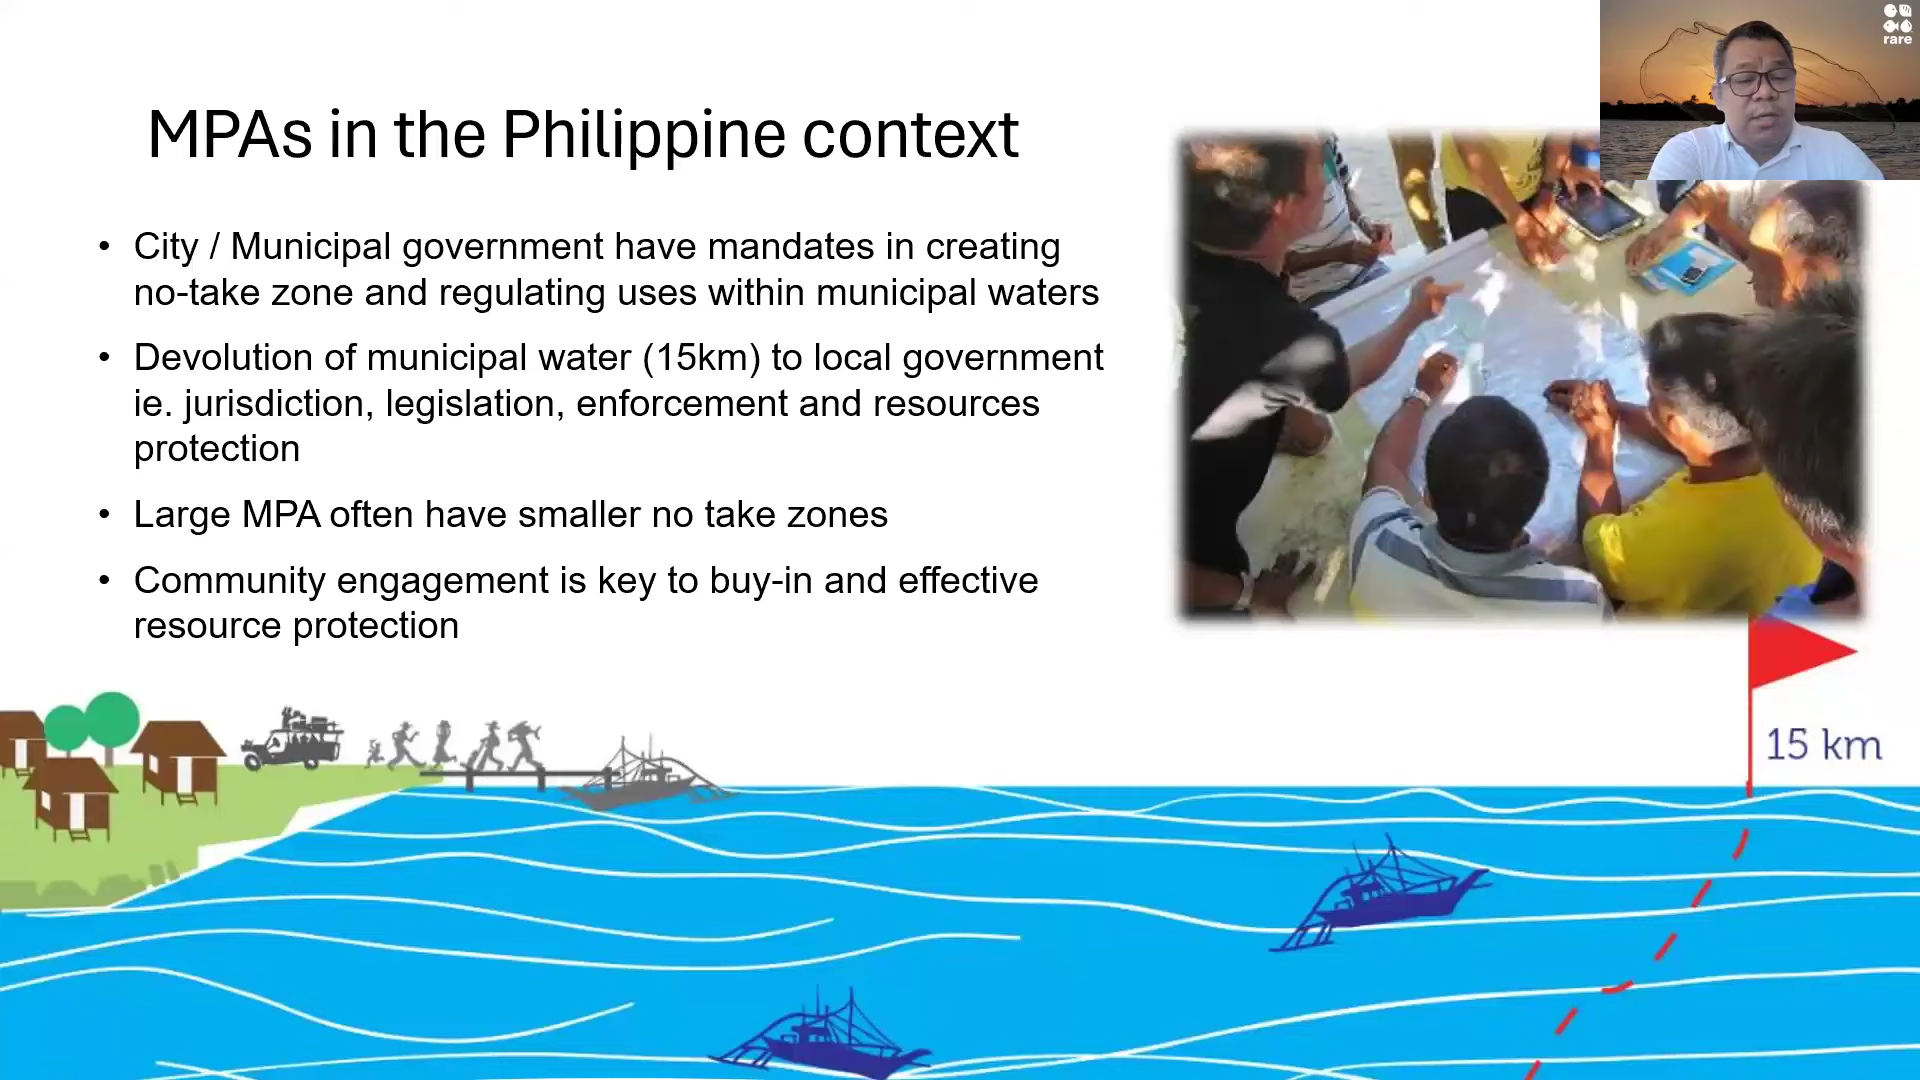 MPAs in the Philippine context
• City / Municipal government have mandates in creating
no-take zone and regulating uses within municipal waters
• Devolution of municipal water (15km) to local government
ie. jurisdiction, legislation, enforcement and resources
protection
• Large MPA often have smaller no take zones
• Community engagement is key to buy-in and effective
resource protection
15 km
rare